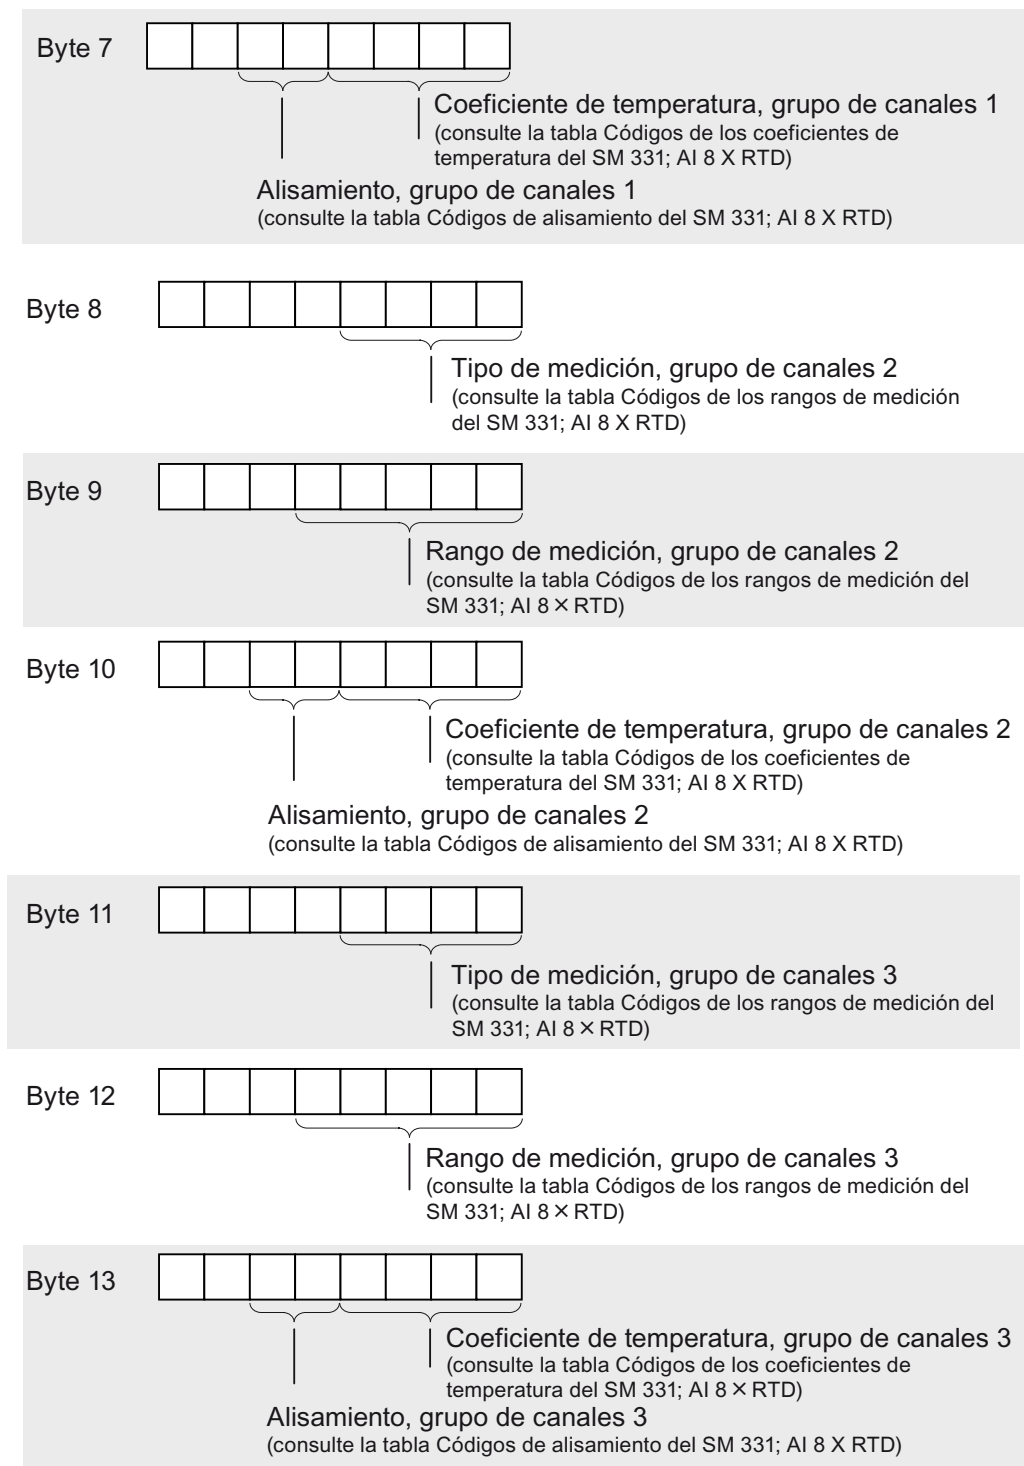 Byte 7
Coeficiente de temperatura, grupo de canales 1
(consulte la tabla Códigos de los coeficientes de
temperatura del SM 331; AI 8 X RTD)
Alisamiento, grupo de canales 1
(consulte la tabla Códigos de alisamiento del SM 331; AI 8 X RTD)
Byte 8
Tipo de medición, grupo de canales 2
(consulte la tabla Códigos de los rangos de medición
del SM 331; AI 8 X RTD)
Byte 9
Rango de medición, grupo de canales 2
(consulte la tabla Códigos de los rangos de medición del
SM 331; AI 8 × RTD)
Byte 10
Coeficiente de temperatura, grupo de canales 2
(consulte la tabla Códigos de los coeficientes de
temperatura del SM 331; AI 8 X RTD)
Alisamiento, grupo de canales 2
(consulte la tabla Códigos de alisamiento del SM 331; AI 8 X RTD)
Byte 11
Tipo de medición, grupo de canales 3
(consulte la tabla Códigos de los rangos de medición del
SM 331; AI 8 × RTD)
Byte 12
Rango de medición, grupo de canales 3
(consulte la tabla Códigos de los rangos de medición del
SM 331; AI 8 × RTD)
Byte 13
Coeficiente de temperatura, grupo de canales 3
(consulte la tabla Códigos de los coeficientes de
temperatura del SM 331; AI 8 × RTD)
Alisamiento, grupo de canales 3
(consulte la tabla Códigos de alisamiento del SM 331; AI 8 X RTD)